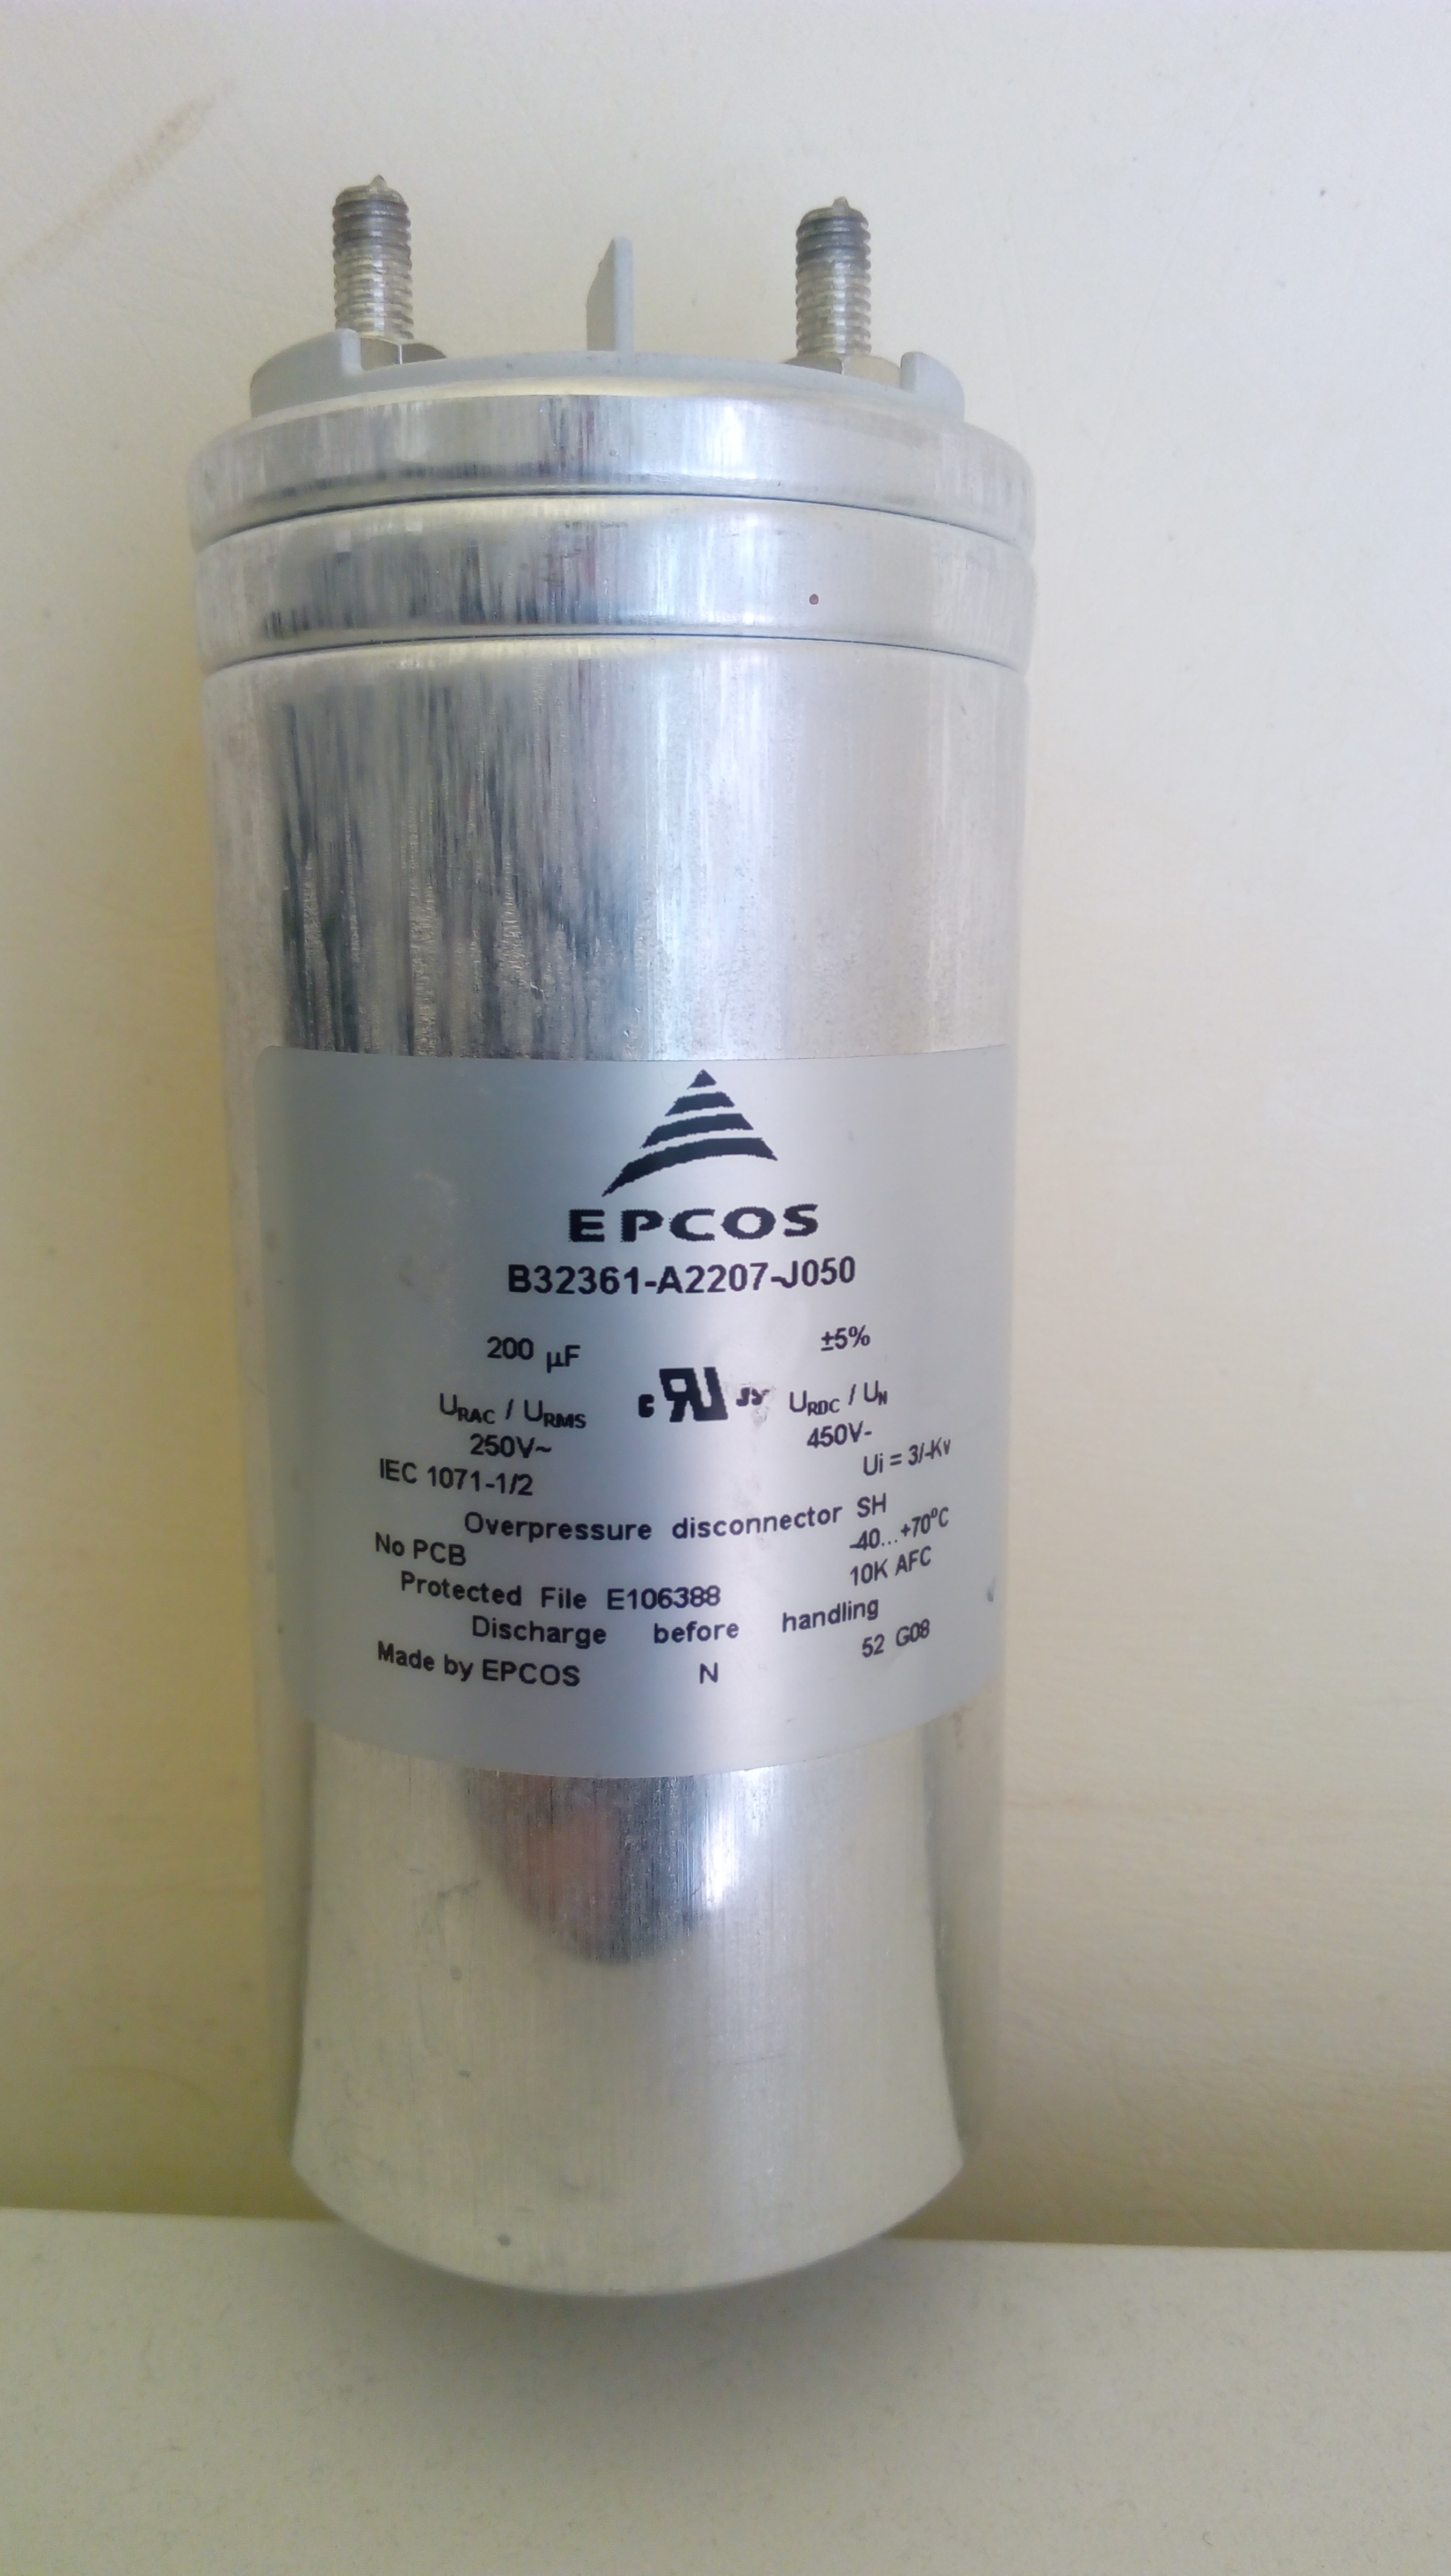 EPCOS
B32361-A2207-J050
200 µF ±5%
URAC / URMS c RU us URDC / UN
250V~ 450V-
IEC 1071-1/2 Ui = 3/-Kv
Overpressure disconnector SH
No PCB -40...+70°C
Protected File E106388 10K AFC
Discharge before handling
Made by EPCOS N 52 G08